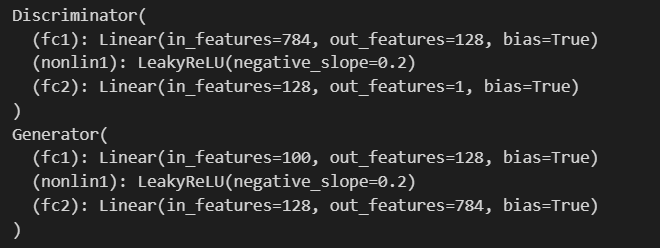 Discriminator(
  (fc1): Linear(in_features=784, out_features=128, bias=True)
  (nonlin1): LeakyReLU(negative_slope=0.2)
  (fc2): Linear(in_features=128, out_features=1, bias=True)
)
Generator(
  (fc1): Linear(in_features=100, out_features=128, bias=True)
  (nonlin1): LeakyReLU(negative_slope=0.2)
  (fc2): Linear(in_features=128, out_features=784, bias=True)
)